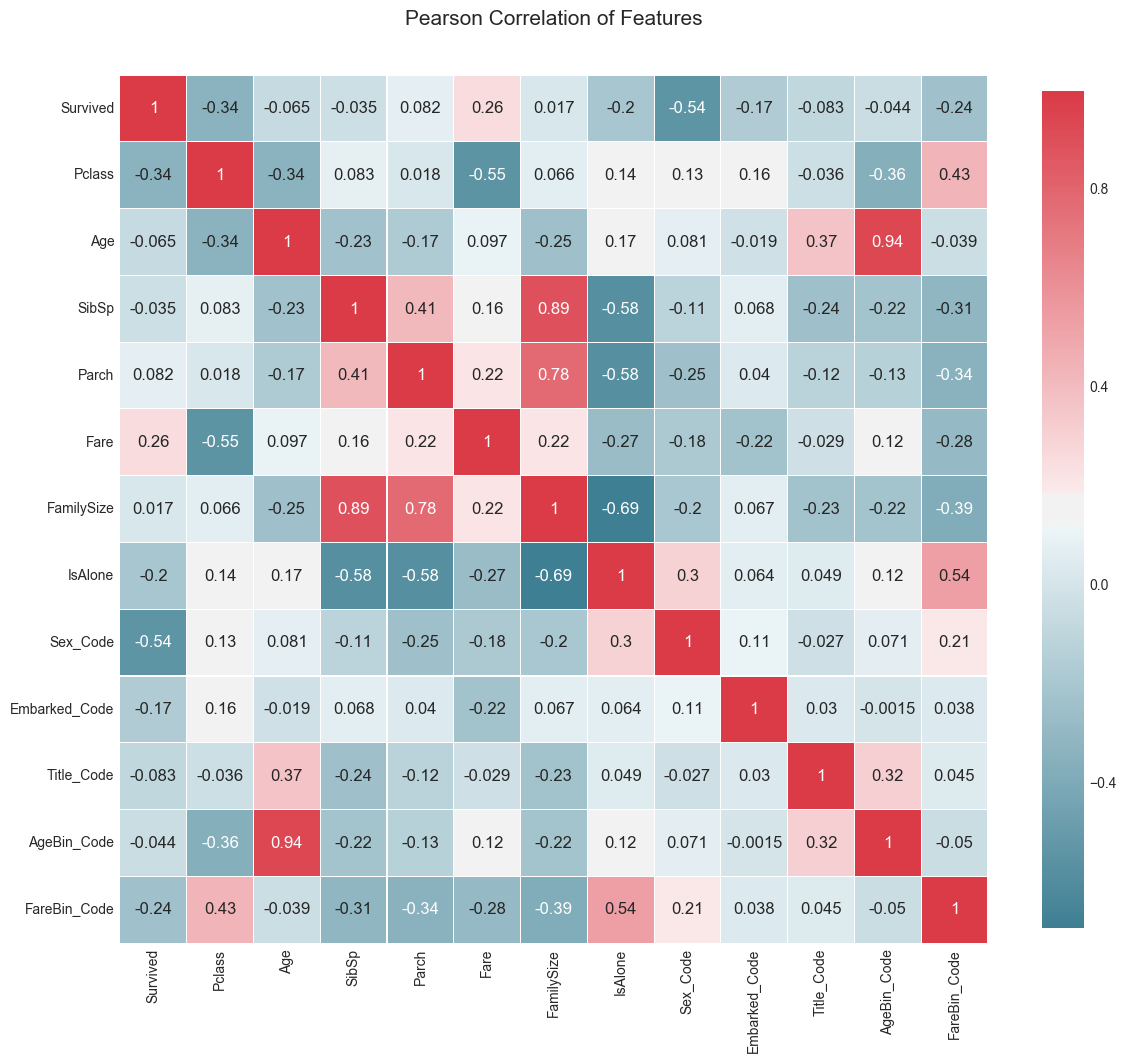 Pearson Correlation of Features
Survived 1 -0.34 -0.065 -0.035 0.082 0.26 0.017 -0.2 -0.54 -0.17 -0.083 -0.044 -0.24
Pclass -0.34 1 -0.34 0.083 0.018 -0.55 0.066 0.14 0.13 0.16 -0.036 -0.36 0.43
Age -0.065 -0.34 1 -0.23 -0.17 0.097 -0.25 0.17 0.081 -0.019 0.37 0.94 -0.039
SibSp -0.035 0.083 -0.23 1 0.41 0.16 0.89 -0.58 -0.11 0.068 -0.24 -0.22 -0.31
Parch 0.082 0.018 -0.17 0.41 1 0.22 0.78 -0.58 -0.25 0.04 -0.12 -0.13 -0.34
Fare 0.26 -0.55 0.097 0.16 0.22 1 0.22 -0.27 -0.18 -0.22 -0.029 0.12 -0.28
FamilySize 0.017 0.066 -0.25 0.89 0.78 0.22 1 -0.69 -0.2 0.067 -0.23 -0.22 -0.39
IsAlone -0.2 0.14 0.17 -0.58 -0.58 -0.27 -0.69 1 0.3 0.064 0.049 0.12 0.54
Sex_Code -0.54 0.13 0.081 -0.11 -0.25 -0.18 -0.2 0.3 1 0.11 -0.027 0.071 0.21
Embarked_Code -0.17 0.16 -0.019 0.068 0.04 -0.22 0.067 0.064 0.11 1 0.03 -0.0015 0.038
Title_Code -0.083 -0.036 0.37 -0.24 -0.12 -0.029 -0.23 0.049 -0.027 0.03 1 0.32 0.045
AgeBin_Code -0.044 -0.36 0.94 -0.22 -0.13 0.12 -0.22 0.12 0.071 -0.0015 0.32 1 -0.05
FareBin_Code -0.24 0.43 -0.039 -0.31 -0.34 -0.28 -0.39 0.54 0.21 0.038 0.045 -0.05 1
Survived Pclass Age SibSp Parch Fare FamilySize IsAlone Sex_Code Embarked_Code Title_Code AgeBin_Code FareBin_Code
0.8
0.4
0.0
−0.4